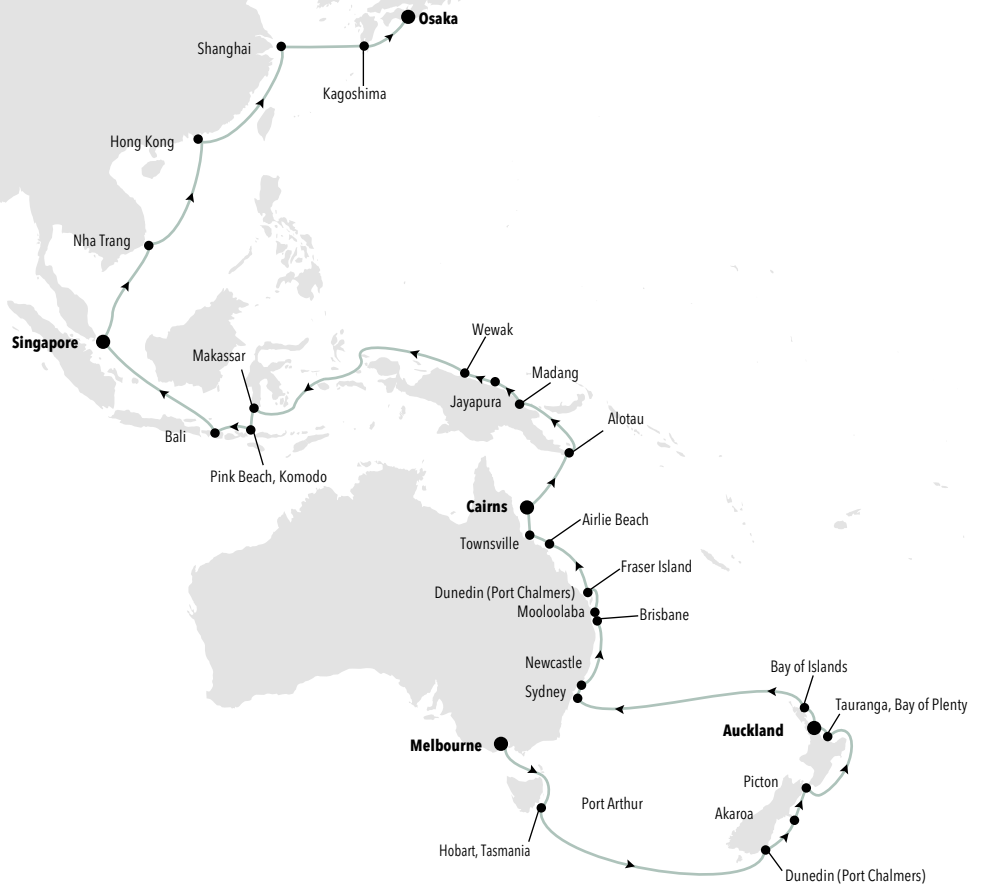 Osaka
Shanghai
Kagoshima
Hong Kong
Nha Trang
Wewak
Singapore
Makassar
Madang
Jayapura
Alotau
Bali
Pink Beach, Komodo
Cairns
Airlie Beach
Townsville
Fraser Island
Dunedin (Port Chalmers)
Mooloolaba
Brisbane
Newcastle
Bay of Islands
Sydney
Tauranga, Bay of Plenty
Auckland
Melbourne
Picton
Port Arthur
Akaroa
Hobart, Tasmania
Dunedin (Port Chalmers)